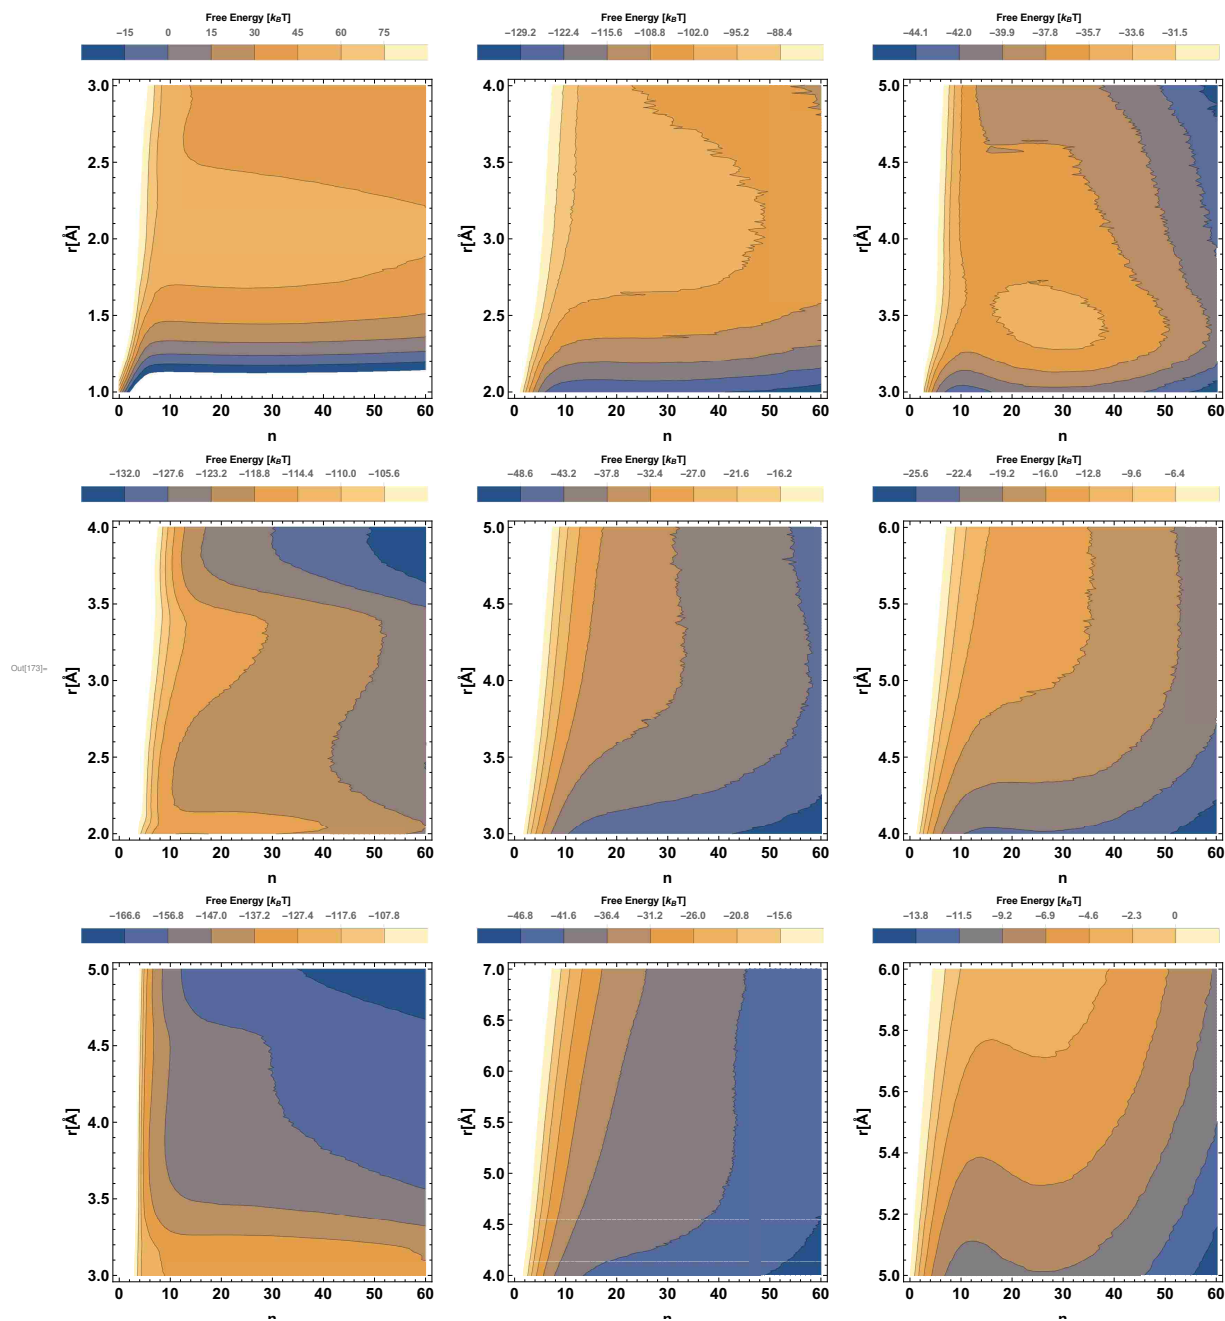 Free Energy [kBT] Free Energy [kBT] Free Energy [kBT]
−15 0 15 30 45 60 75 −129.2 −122.4 −115.6 −108.8 −102.0 −95.2 −88.4 −44.1 −42.0 −39.9 −37.8 −35.7 −33.6 −31.5
3.0 4.0 5.0
2.5 3.5 4.5
r[Å] 2.0 r[Å] 3.0 r[Å] 4.0
1.5 2.5 3.5
1.0 2.0 3.0
0 10 20 30 40 50 60 0 10 20 30 40 50 60 0 10 20 30 40 50 60
n n n
Free Energy [kBT] Free Energy [kBT] Free Energy [kBT]
−132.0 −127.6 −123.2 −118.8 −114.4 −110.0 −105.6 −48.6 −43.2 −37.8 −32.4 −27.0 −21.6 −16.2 −25.6 −22.4 −19.2 −16.0 −12.8 −9.6 −6.4
4.0 5.0 6.0
3.5 4.5 5.5
Out[173]= r[Å] 3.0 r[Å] 4.0 r[Å] 5.0
2.5 3.5 4.5
2.0 3.0 4.0
0 10 20 30 40 50 60 0 10 20 30 40 50 60 0 10 20 30 40 50 60
n n n
Free Energy [kBT] Free Energy [kBT] Free Energy [kBT]
−166.6 −156.8 −147.0 −137.2 −127.4 −117.6 −107.8 −46.8 −41.6 −36.4 −31.2 −26.0 −20.8 −15.6 −13.8 −11.5 −9.2 −6.9 −4.6 −2.3 0
5.0 7.0 6.0
6.5 5.8
4.5 6.0 5.6
r[Å] 4.0 r[Å] 5.5 r[Å]
5.0 5.4
3.5 4.5 5.2
3.0 4.0 5.0
0 10 20 30 40 50 60 0 10 20 30 40 50 60 0 10 20 30 40 50 60
n n n